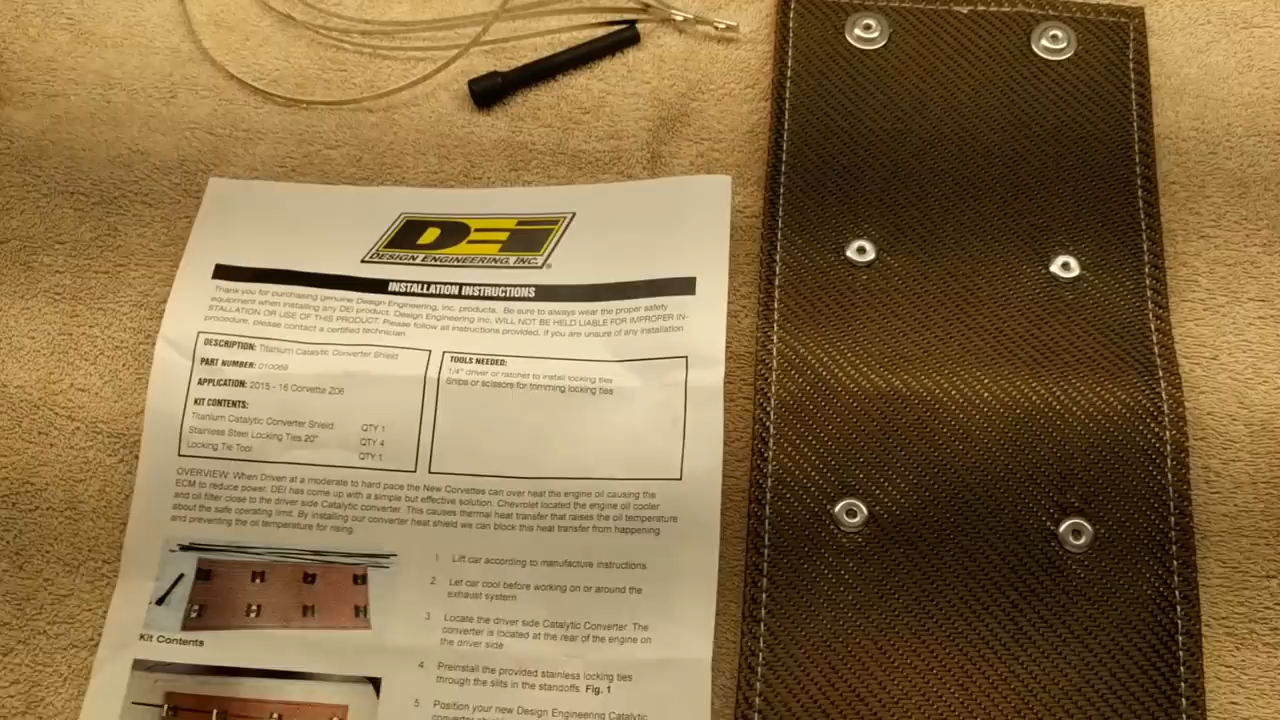 DEi
DESIGN ENGINEERING, INC.®
INSTALLATION INSTRUCTIONS
Thank you for purchasing genuine Design Engineering, Inc. products. Be sure to always wear the proper safety
equipment when installing any DEI product. Design Engineering Inc. WILL NOT BE HELD LIABLE FOR IMPROPER IN-
STALLATION OR USE OF THIS PRODUCT. Please follow all instructions provided, if you are unsure of any installation
procedure, please contact a certified technician.
DESCRIPTION: Titanium Catalytic Converter Shield
PART NUMBER: 010069
APPLICATION: 2015 - 16 Corvette Z06
KIT CONTENTS:
Titanium Catalytic Converter Shield QTY 1
Stainless Steel Locking Ties 20" QTY 4
Locking Tie Tool QTY 1
TOOLS NEEDED:
1/4" driver or ratchet to install locking ties
Snips or scissors for trimming locking ties
OVERVIEW: When Driven at a moderate to hard pace the New Corvettes can over heat the engine oil causing the
ECM to reduce power. DEI has come up with a simple but effective solution. Chevrolet located the engine oil cooler
and oil filter close to the driver side Catalytic converter. This causes thermal heat transfer that raises the oil temperature
about the safe operating limit. By installing our converter heat shield we can block this heat transfer from happening
and preventing the oil temperature for rising.
Kit Contents
1. Lift car according to manufacture instructions.
2. Let car cool before working on or around the
exhaust system
3. Locate the driver side Catalytic Converter. The
converter is located at the rear of the engine on
the driver side
4. Preinstall the provided stainless locking ties
through the slits in the standoffs. Fig. 1
5. Position your new Design Engineering Catalytic